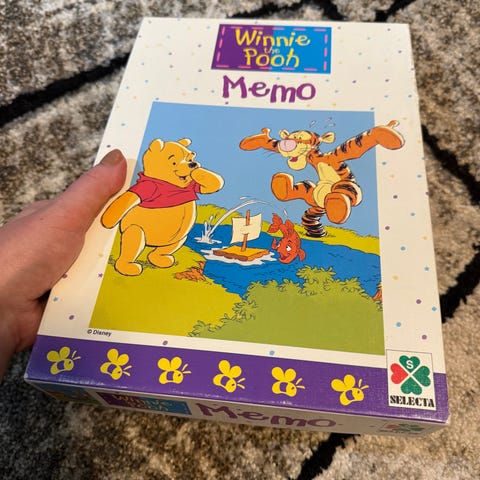 Winnie
the
Pooh
Memo
© Disney
S
SELECTA
Memo